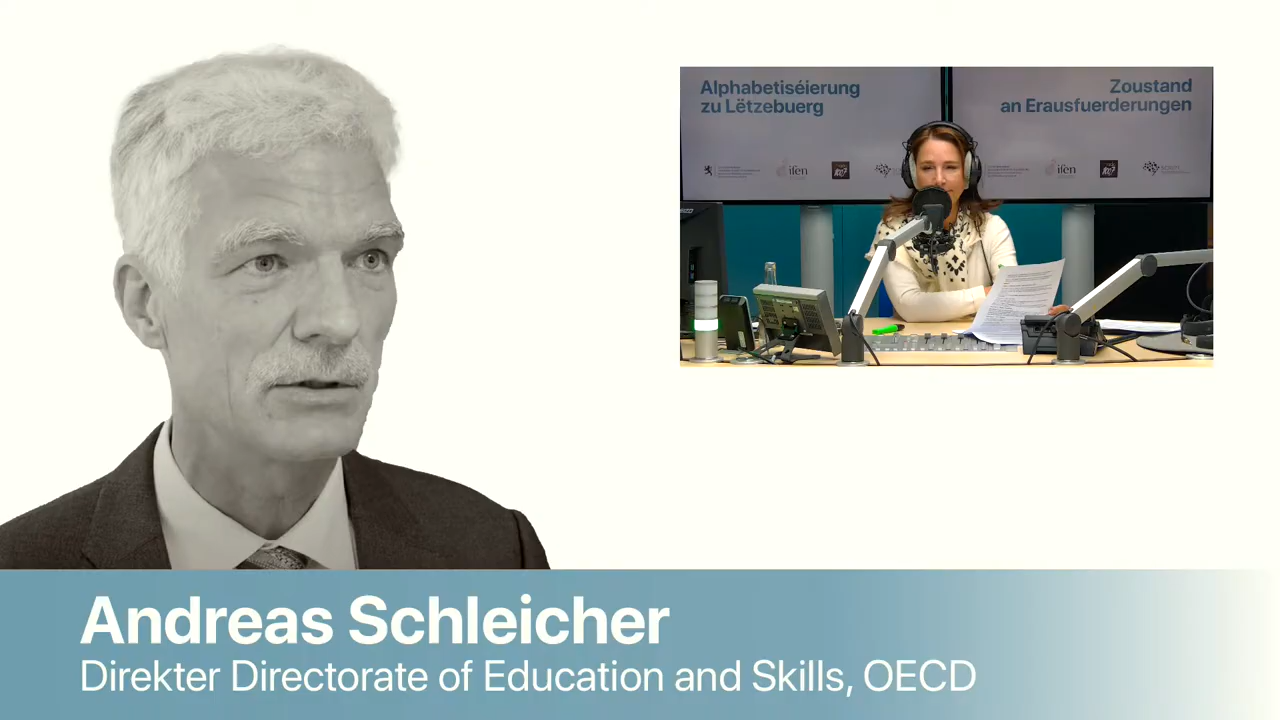 Alphabetiséierung
zu Lëtzebuerg
Zoustand
an Erausfuerderungen
ifen
ifen
Andreas Schleicher
Direkter Directorate of Education and Skills, OECD